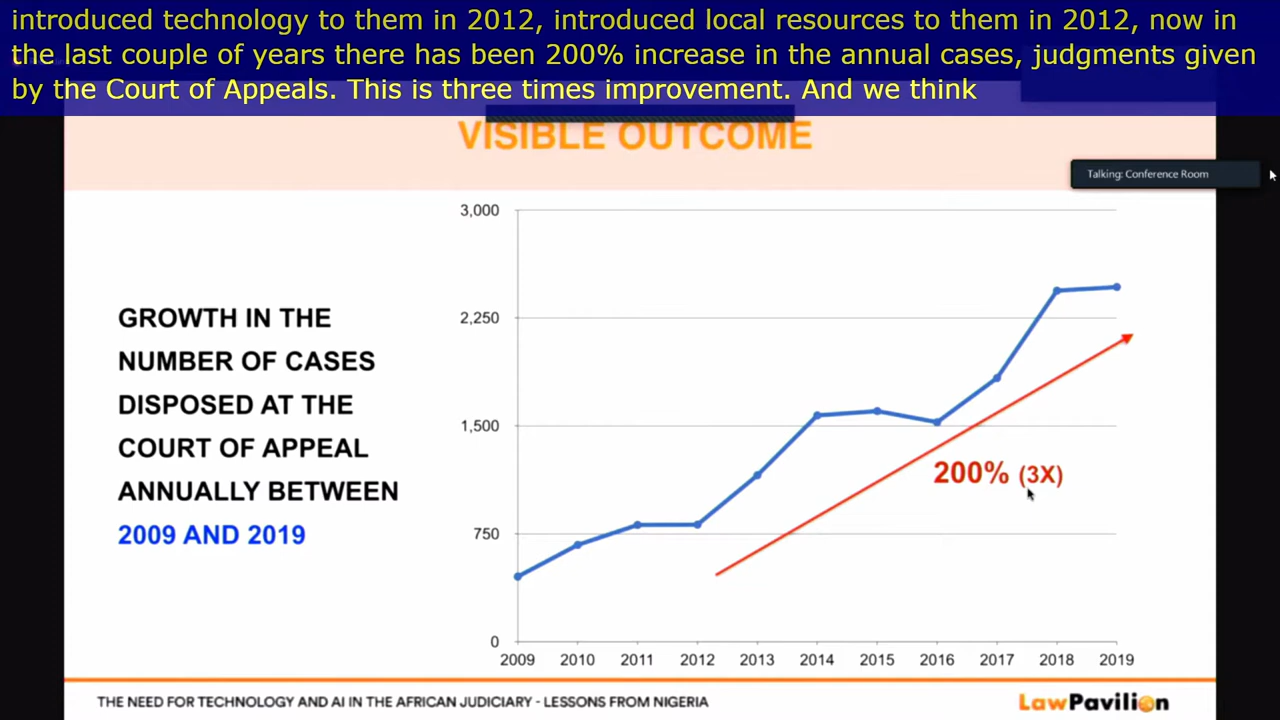 introduced technology to them in 2012, introduced local resources to them in 2012, now in
the last couple of years there has been 200% increase in the annual cases, judgments given
by the Court of Appeals. This is three times improvement. And we think
VISIBLE OUTCOME
Talking: Conference Room
GROWTH IN THE
NUMBER OF CASES
DISPOSED AT THE
COURT OF APPEAL
ANNUALLY BETWEEN
2009 AND 2019
3,000
2,250
1,500
750
0
200% (3X)
2009 2010 2011 2012 2013 2014 2015 2016 2017 2018 2019
THE NEED FOR TECHNOLOGY AND AI IN THE AFRICAN JUDICIARY - LESSONS FROM NIGERIA
LawPavilion